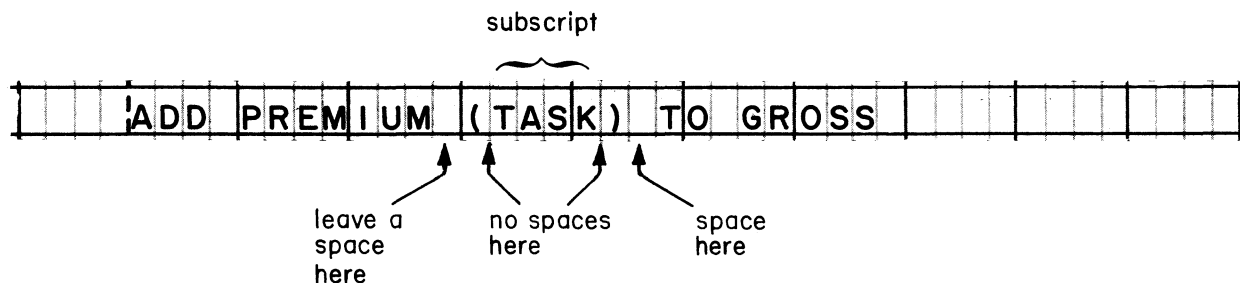 subscript
ADD PREMIUM (TASK) TO GROSS
leave a
space
here
no spaces
here
space
here